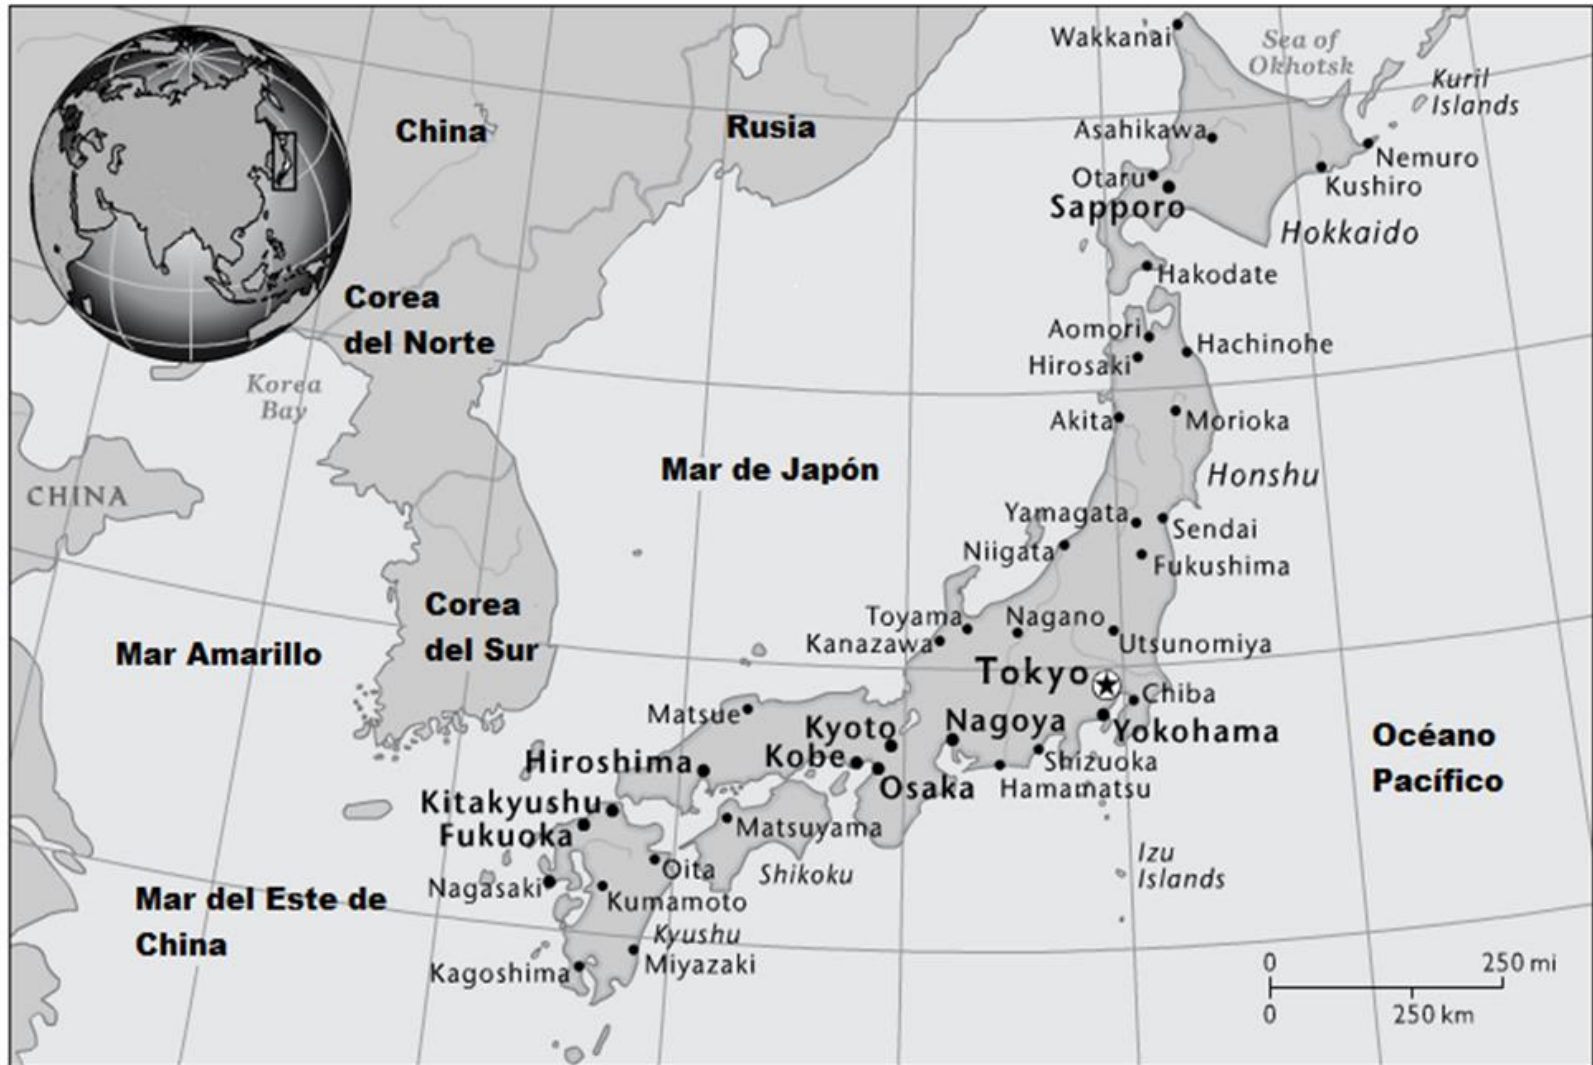 Wakkanai
Sea of
Okhotsk
Kuril
Islands
China
Rusia
Asahikawa
Nemuro
Otaru
Kushiro
Sapporo
Hokkaido
Hakodate
Corea
del Norte
Aomori
Hachinohe
Hirosaki
Korea
Bay
Akita
Morioka
Mar de Japón
Honshu
CHINA
Yamagata
Sendai
Niigata
Fukushima
Corea
del Sur
Toyama
Nagano
Kanazawa
Utsunomiya
Mar Amarillo
Tokyo
Chiba
Matsue
Kyoto
Nagoya
Yokohama
Océano
Pacífico
Hiroshima
Kobe
Shizuoka
Osaka
Hamamatsu
Kitakyushu
Fukuoka
Matsuyama
Izu
Islands
Oita
Shikoku
Nagasaki
Kumamoto
Mar del Este de
China
Kyushu
Kagoshima
Miyazaki
0 250 mi
0 250 km